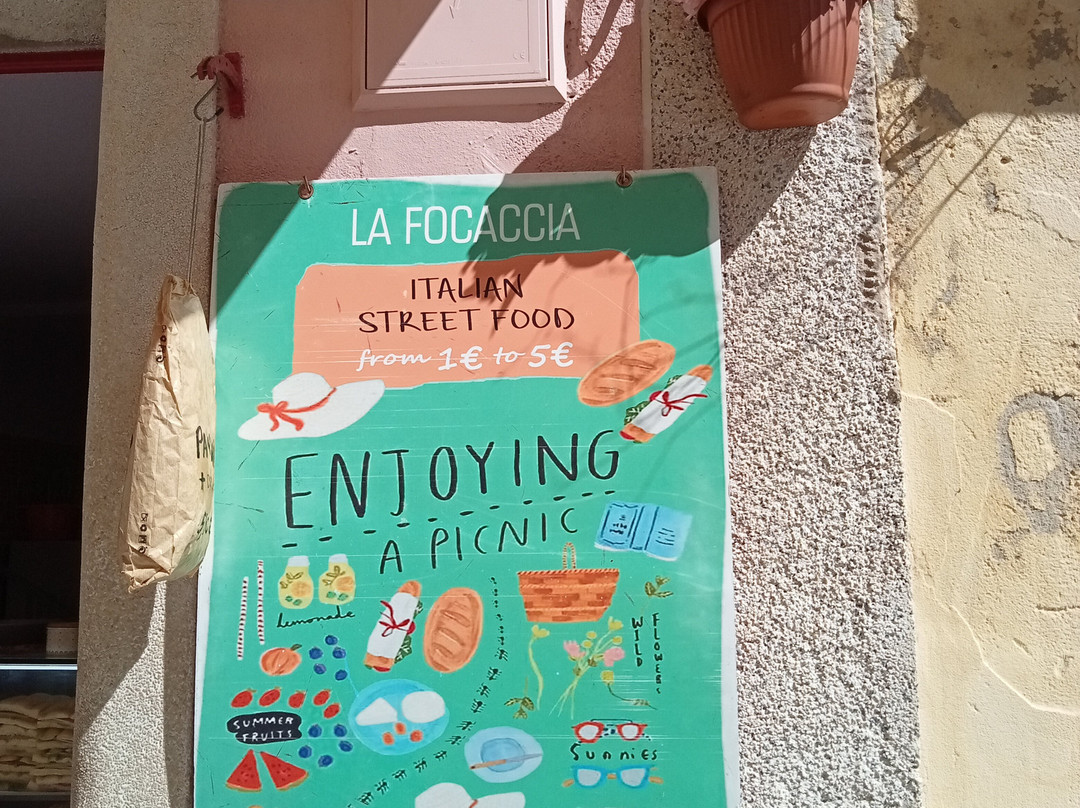 LA FOCACCIA
ITALIAN
STREET FOOD
from 1€ to 5€
ENJOYING
A PICNIC
Lemonade
WILD
FLOWERS
SUMMER
FRUITS
Sunnies